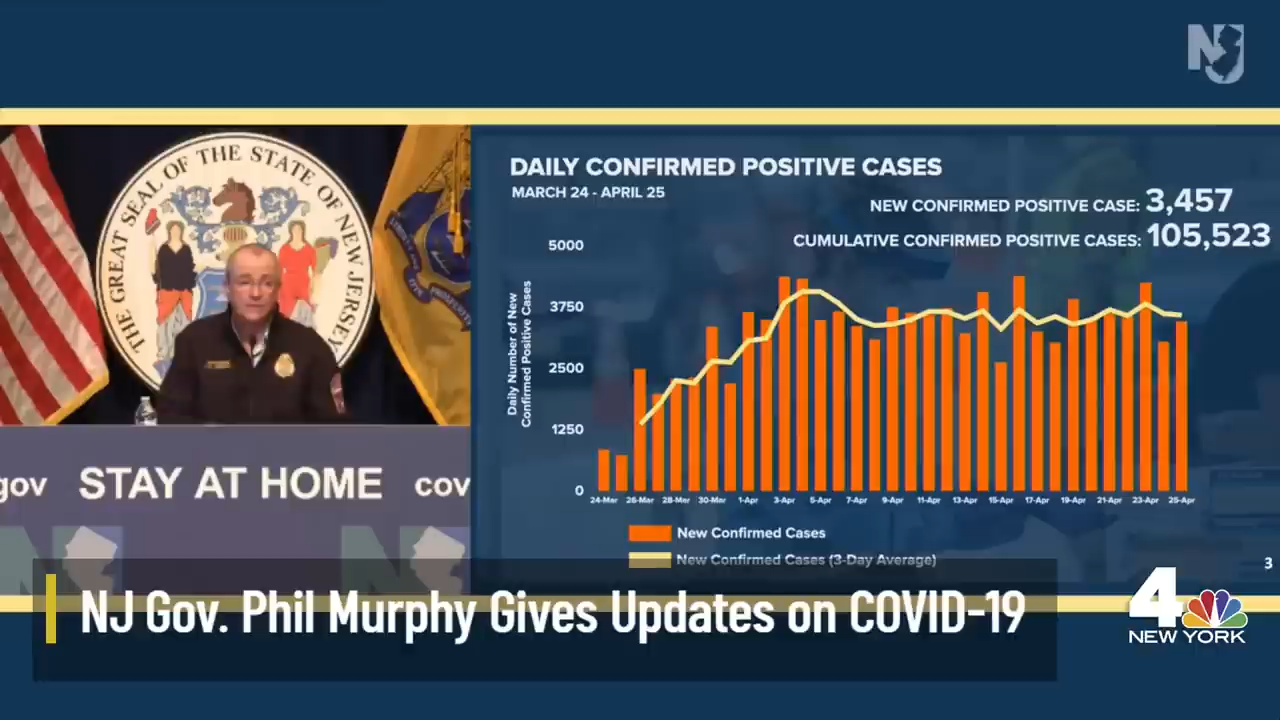 NJ
THE GREAT SEAL OF THE STATE OF NEW JERSEY
gov STAY AT HOME cov
DAILY CONFIRMED POSITIVE CASES
MARCH 24 - APRIL 25
NEW CONFIRMED POSITIVE CASE: 3,457
CUMULATIVE CONFIRMED POSITIVE CASES: 105,523
Daily Number of New
Confirmed Positive Cases
5000
3750
2500
1250
0
24-Mar 26-Mar 28-Mar 30-Mar 1-Apr 3-Apr 5-Apr 7-Apr 9-Apr 11-Apr 13-Apr 15-Apr 17-Apr 19-Apr 21-Apr 23-Apr 25-Apr
New Confirmed Cases
New Confirmed Cases (3-Day Average)
3
NJ Gov. Phil Murphy Gives Updates on COVID-19
4
NEW YORK